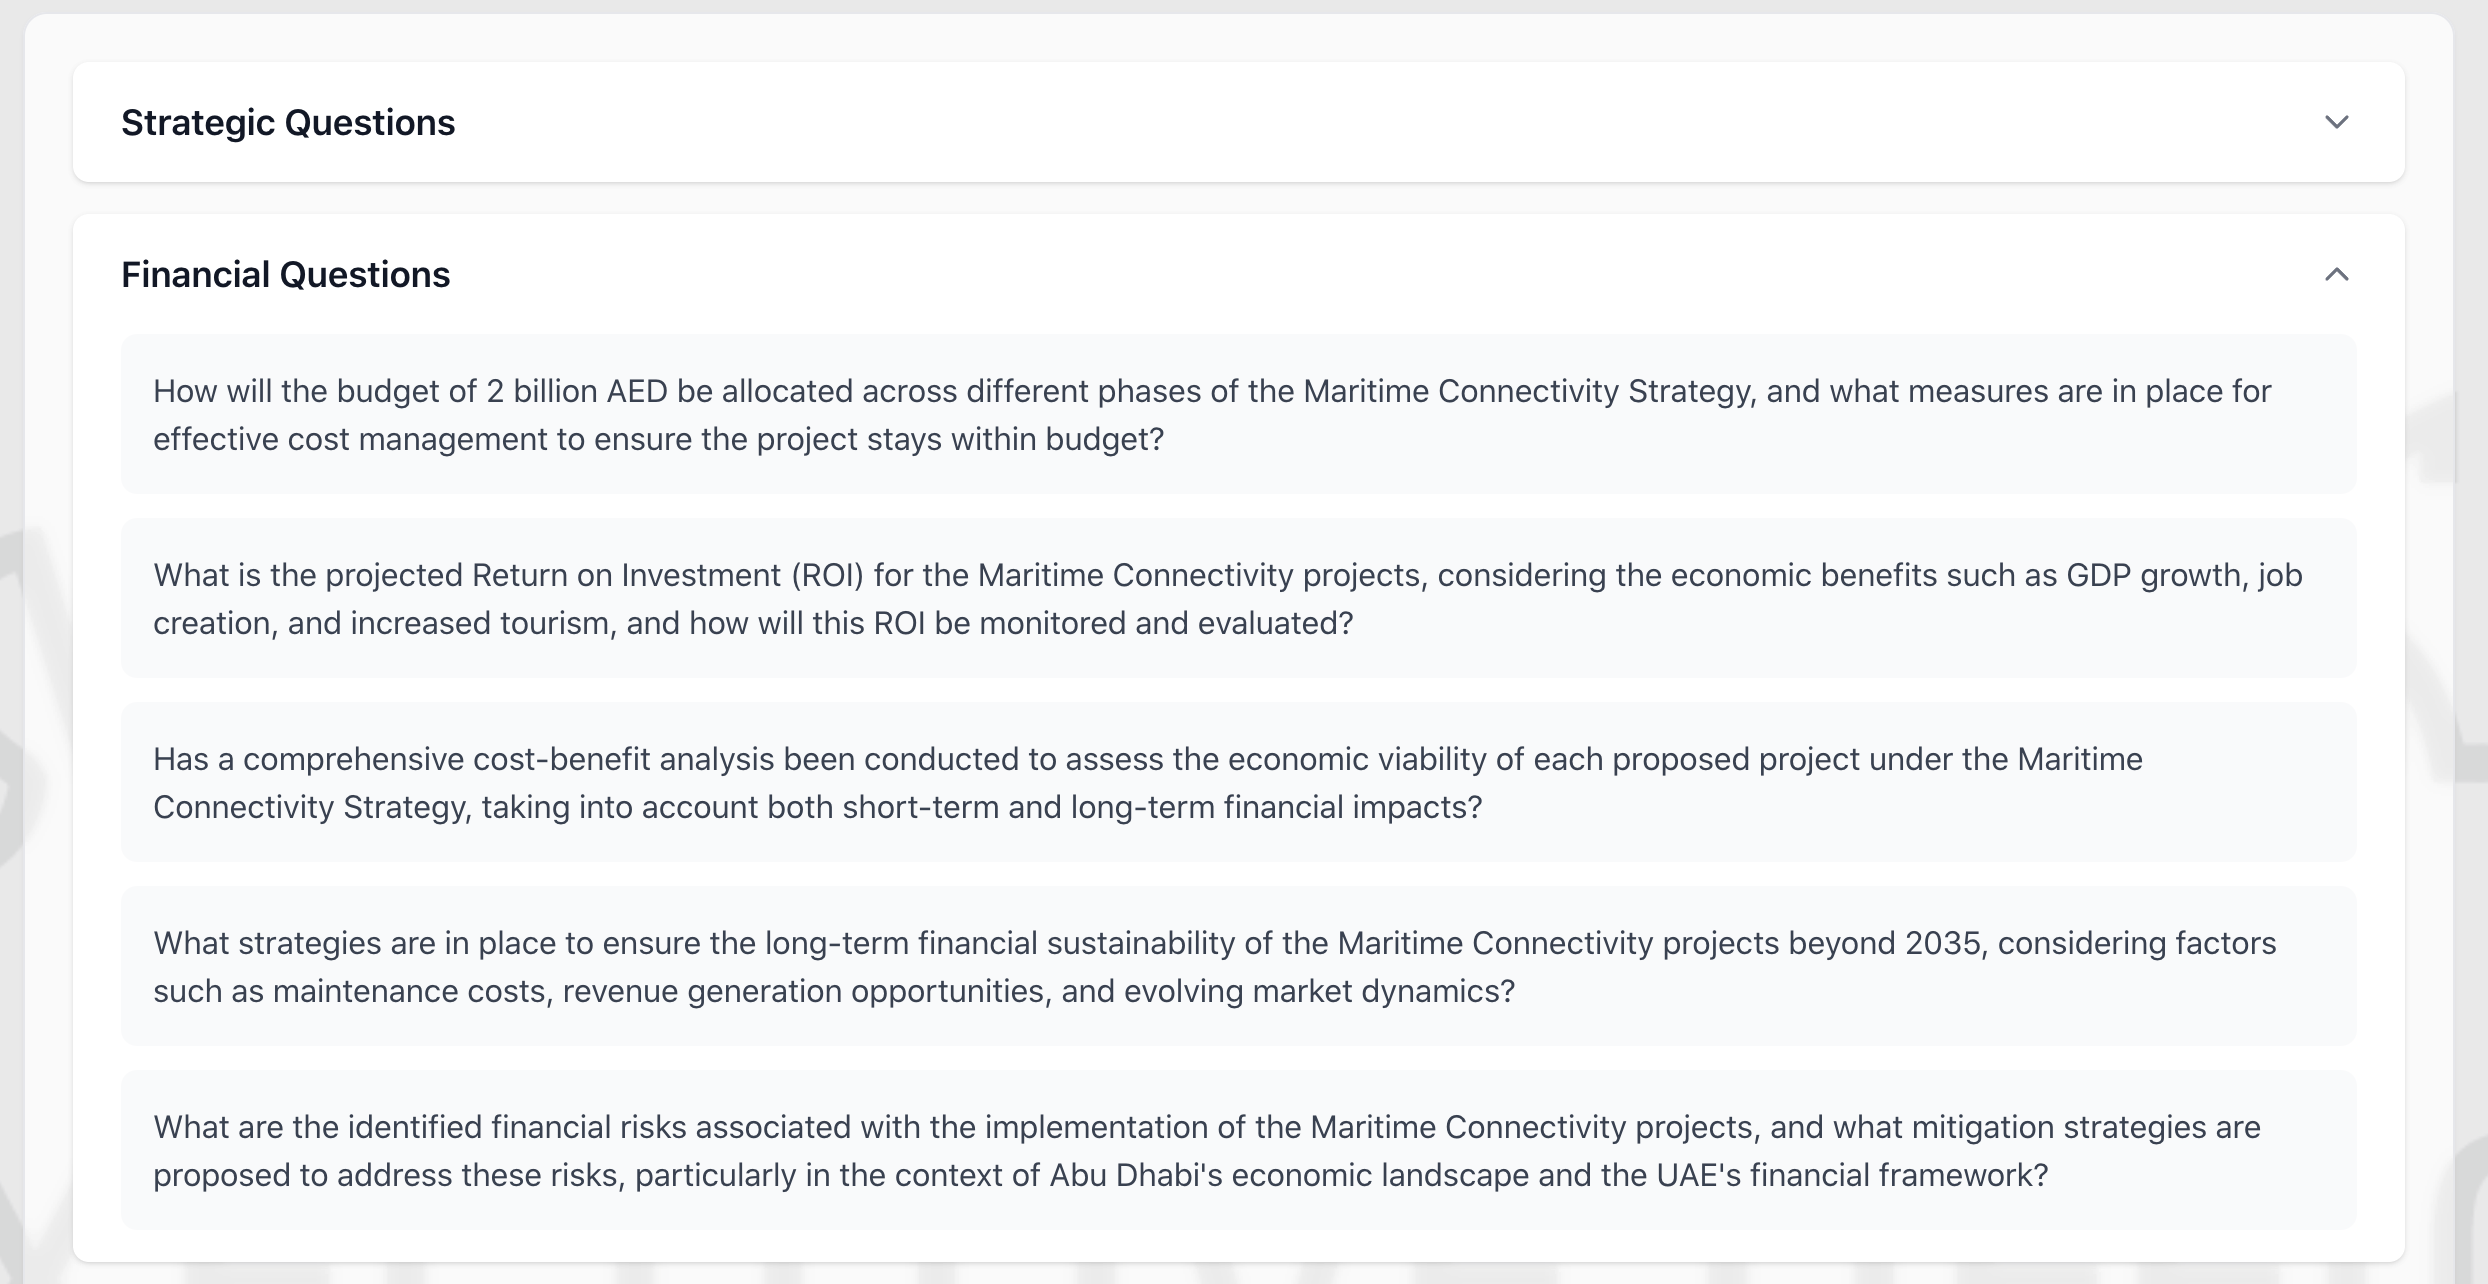 Strategic Questions
Financial Questions
How will the budget of 2 billion AED be allocated across different phases of the Maritime Connectivity Strategy, and what measures are in place for
effective cost management to ensure the project stays within budget?
What is the projected Return on Investment (ROI) for the Maritime Connectivity projects, considering the economic benefits such as GDP growth, job
creation, and increased tourism, and how will this ROI be monitored and evaluated?
Has a comprehensive cost-benefit analysis been conducted to assess the economic viability of each proposed project under the Maritime
Connectivity Strategy, taking into account both short-term and long-term financial impacts?
What strategies are in place to ensure the long-term financial sustainability of the Maritime Connectivity projects beyond 2035, considering factors
such as maintenance costs, revenue generation opportunities, and evolving market dynamics?
What are the identified financial risks associated with the implementation of the Maritime Connectivity projects, and what mitigation strategies are
proposed to address these risks, particularly in the context of Abu Dhabi's economic landscape and the UAE's financial framework?